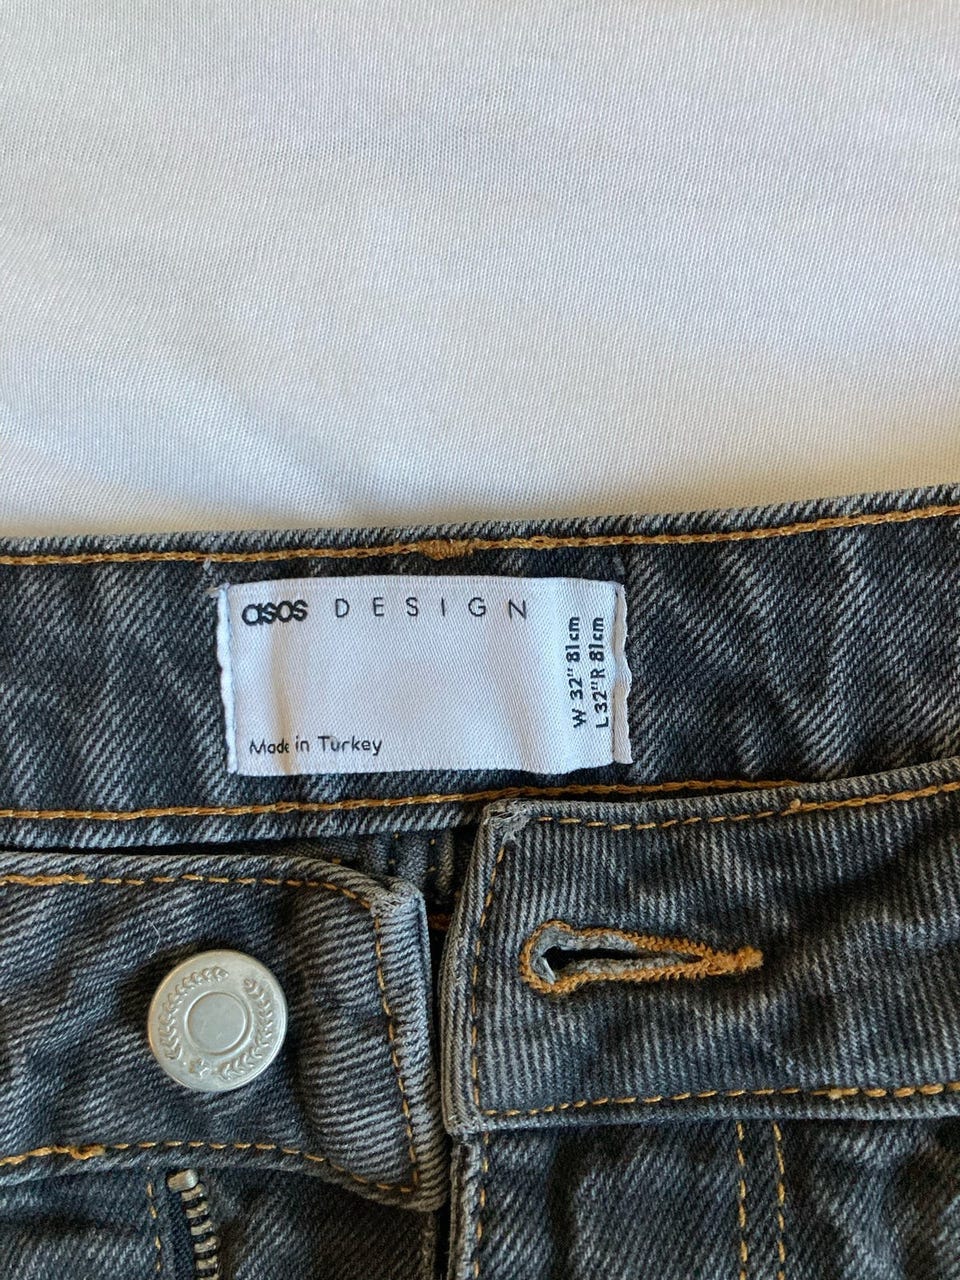 asos DESIGN
W 32" 81cm
L 32"R 81cm
Made in Turkey